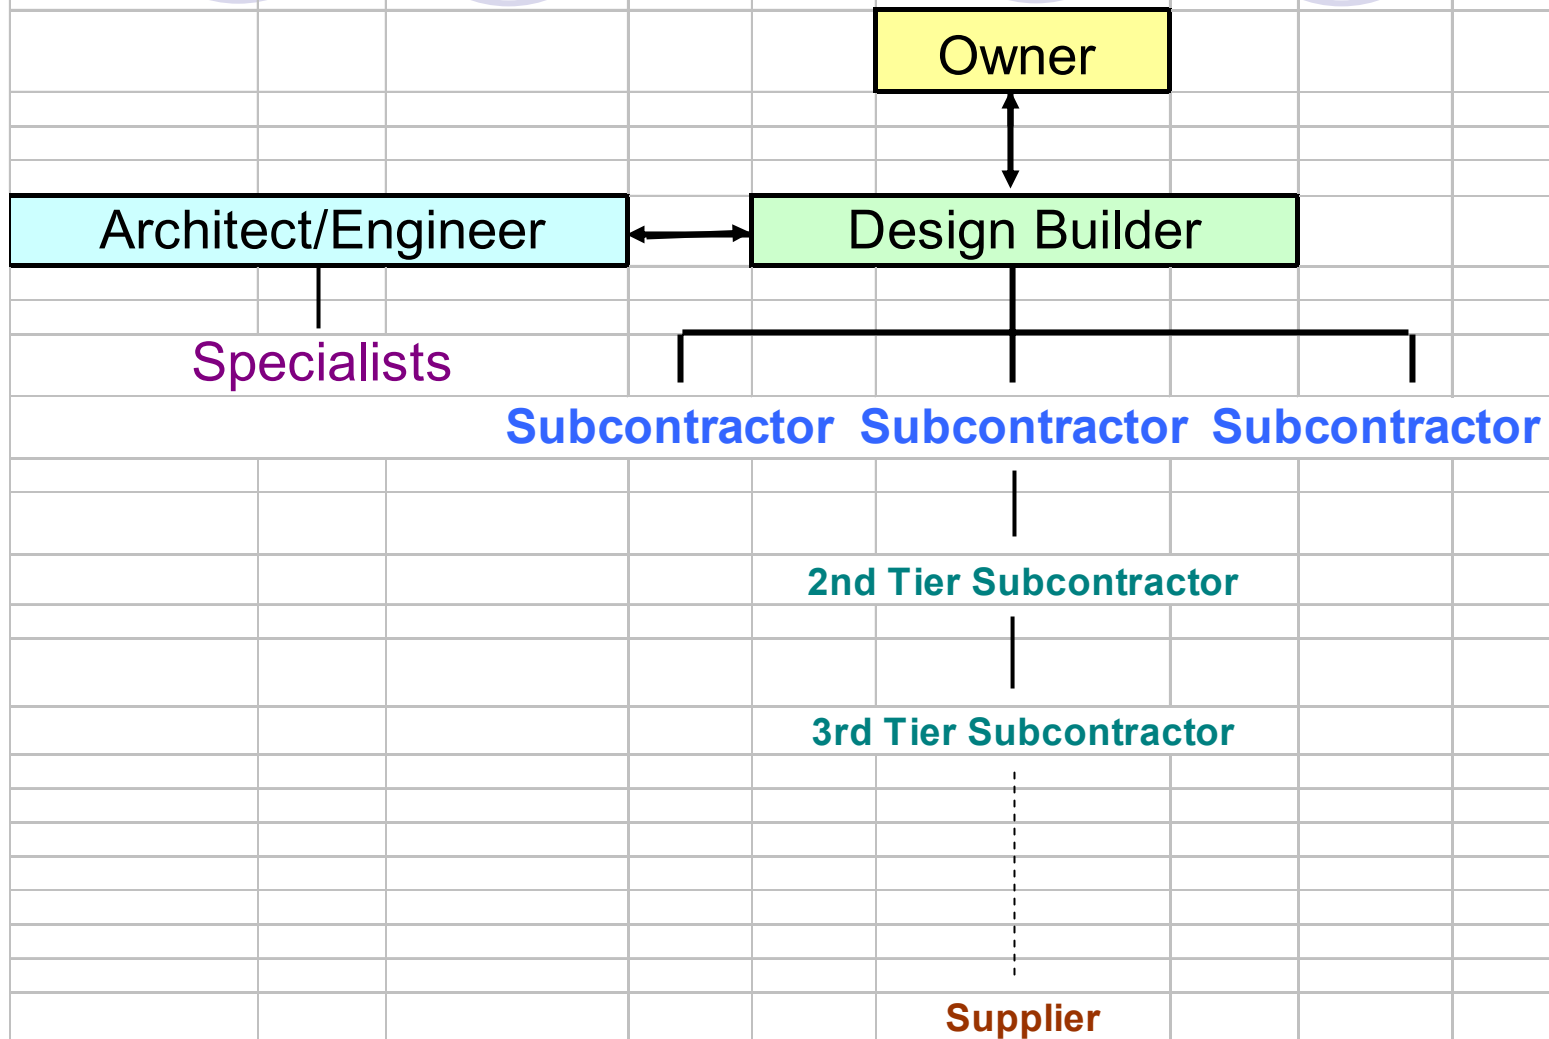 Owner
Architect/Engineer
Design Builder
Specialists
Subcontractor Subcontractor Subcontractor
2nd Tier Subcontractor
3rd Tier Subcontractor
Supplier